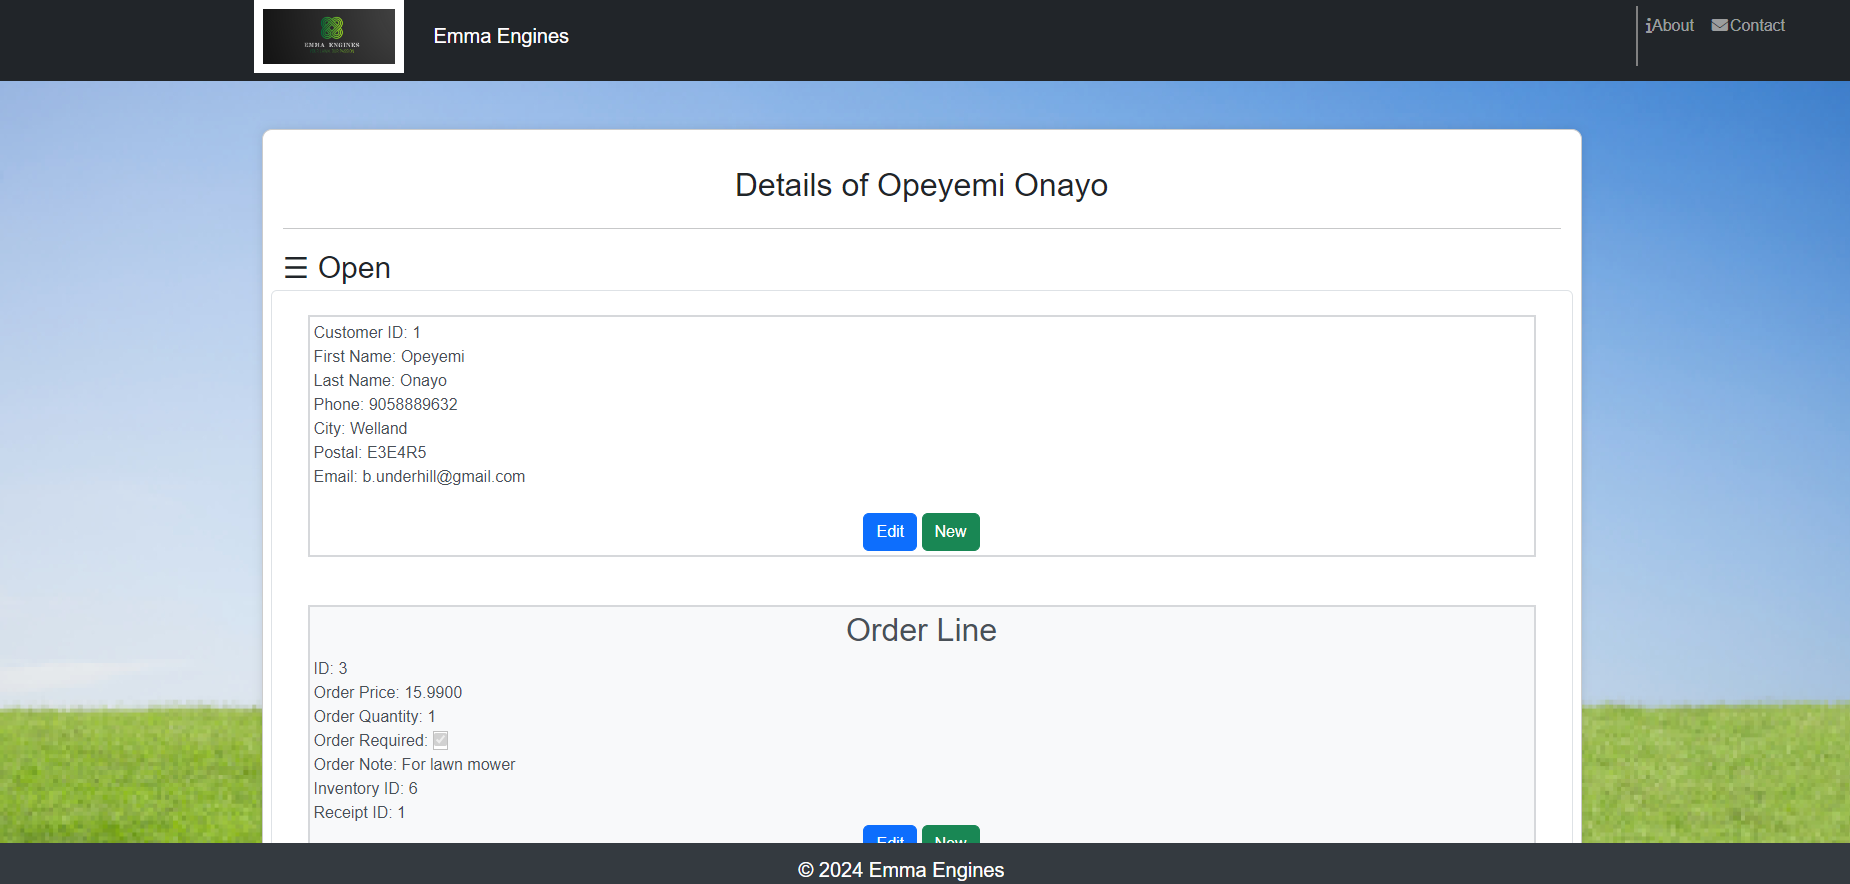 EMMA ENGINES
Emma Engines
About
Contact
Details of Opeyemi Onayo
☰ Open
Customer ID: 1
First Name: Opeyemi
Last Name: Onayo
Phone: 9058889632
City: Welland
Postal: E3E4R5
Email: b.underhill@gmail.com
Edit New
Order Line
ID: 3
Order Price: 15.9900
Order Quantity: 1
Order Required:
Order Note: For lawn mower
Inventory ID: 6
Receipt ID: 1
Edit New
© 2024 Emma Engines